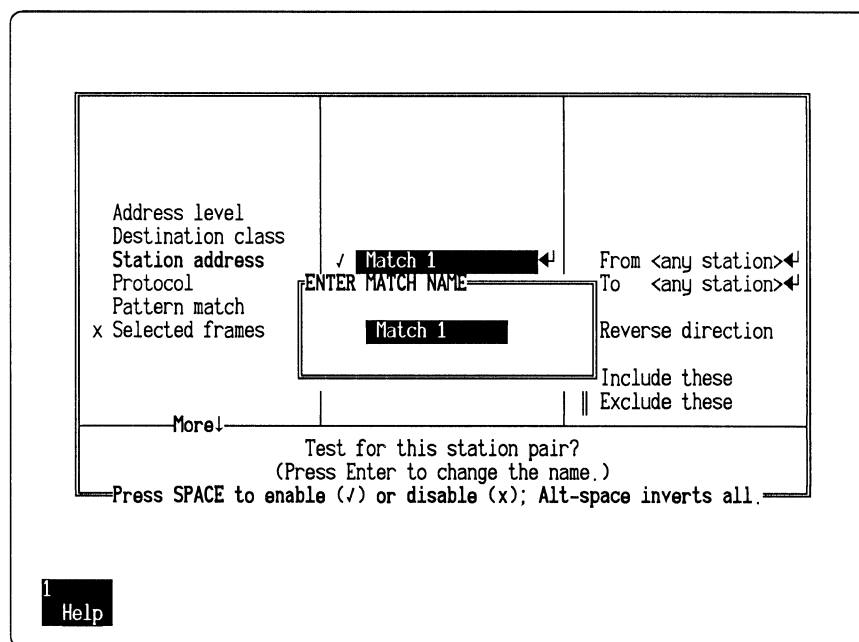 Address level
Destination class
Station address √ Match 1 ↵ From <any station>↵
Protocol ENTER MATCH NAME To <any station>↵
Pattern match
x Selected frames Match 1 Reverse direction
Include these
‖ Exclude these
More↓
Test for this station pair?
(Press Enter to change the name.)
Press SPACE to enable (√) or disable (x); Alt-space inverts all.
1
Help